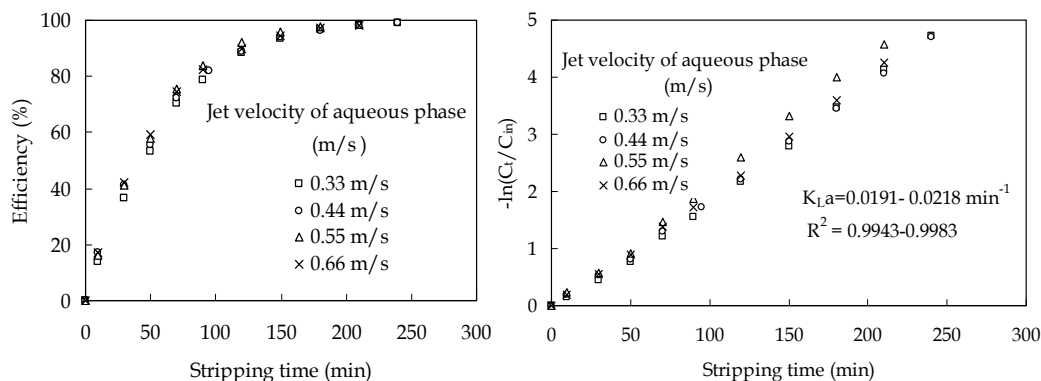 100
80
60
40
20
0
Efficiency (%)
Jet velocity of aqueous phase
(m/s)
0.33 m/s
0.44 m/s
0.55 m/s
0.66 m/s
0 50 100 150 200 250 300
Stripping time (min)
5
4
3
2
1
0
-ln(Ct/Cin)
Jet velocity of aqueous phase
(m/s)
0.33 m/s
0.44 m/s
0.55 m/s
0.66 m/s
KLa=0.0191- 0.0218 min⁻¹
R² = 0.9943-0.9983
0 50 100 150 200 250 300
Stripping time (min)